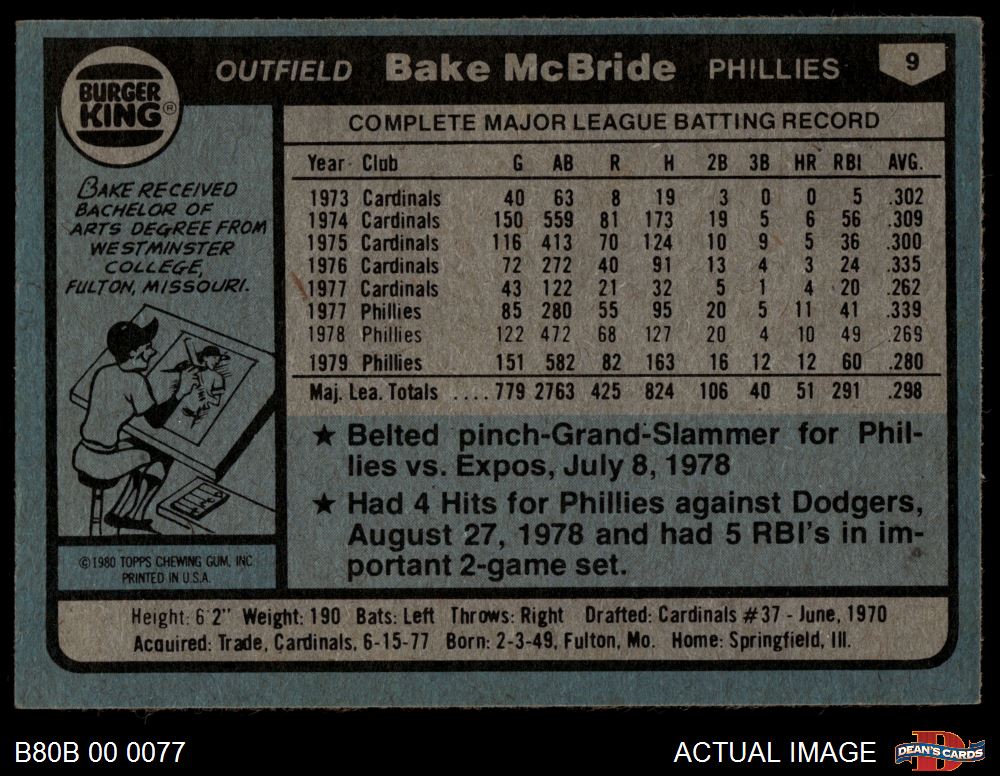 BURGER
KING®
OUTFIELD Bake McBride PHILLIES 9
BAKE RECEIVED
BACHELOR OF
ARTS DEGREE FROM
WESTMINSTER
COLLEGE,
FULTON, MISSOURI.
©1980 TOPPS CHEWING GUM, INC
PRINTED IN U.S.A.
COMPLETE MAJOR LEAGUE BATTING RECORD
Year Club G AB R H 2B 3B HR RBI AVG.
1973 Cardinals 40 63 8 19 3 0 0 5 .302
1974 Cardinals 150 559 81 173 19 5 6 56 .309
1975 Cardinals 116 413 70 124 10 9 5 36 .300
1976 Cardinals 72 272 40 91 13 4 3 24 .335
1977 Cardinals 43 122 21 32 5 1 4 20 .262
1977 Phillies 85 280 55 95 20 5 11 41 .339
1978 Phillies 122 472 68 127 20 4 10 49 .269
1979 Phillies 151 582 82 163 16 12 12 60 .280
Maj. Lea. Totals .... 779 2763 425 824 106 40 51 291 .298
★ Belted pinch-Grand-Slammer for Phil-
lies vs. Expos, July 8, 1978
★ Had 4 Hits for Phillies against Dodgers,
August 27, 1978 and had 5 RBI's in im-
portant 2-game set.
Height: 6'2" Weight: 190 Bats: Left Throws: Right Drafted: Cardinals #37 - June, 1970
Acquired: Trade, Cardinals, 6-15-77 Born: 2-3-49, Fulton, Mo. Home: Springfield, Ill.
B80B 00 0077 ACTUAL IMAGE DEAN'S CARDS